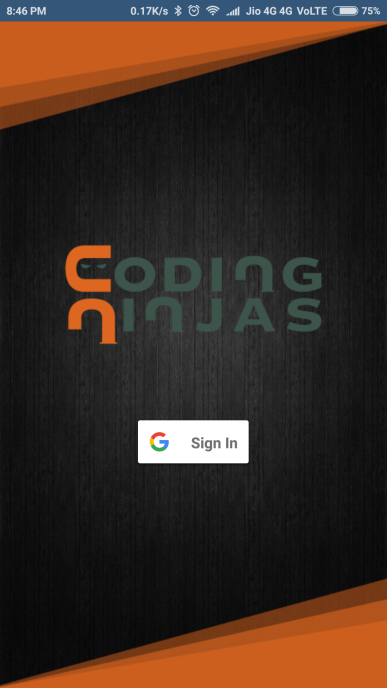 8:46 PM 0.17K/s Jio 4G 4G VoLTE 75%
CODING
NINJAS
Sign In